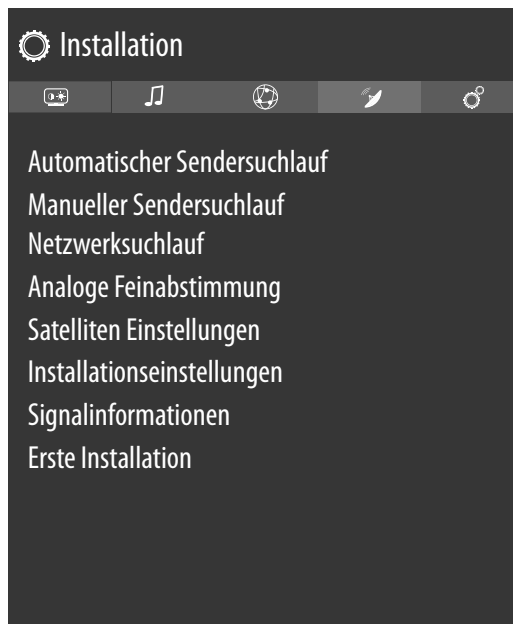 Installation
Automatischer Sendersuchlauf
Manueller Sendersuchlauf
Netzwerksuchlauf
Analoge Feinabstimmung
Satelliten Einstellungen
Installationseinstellungen
Signalinformationen
Erste Installation